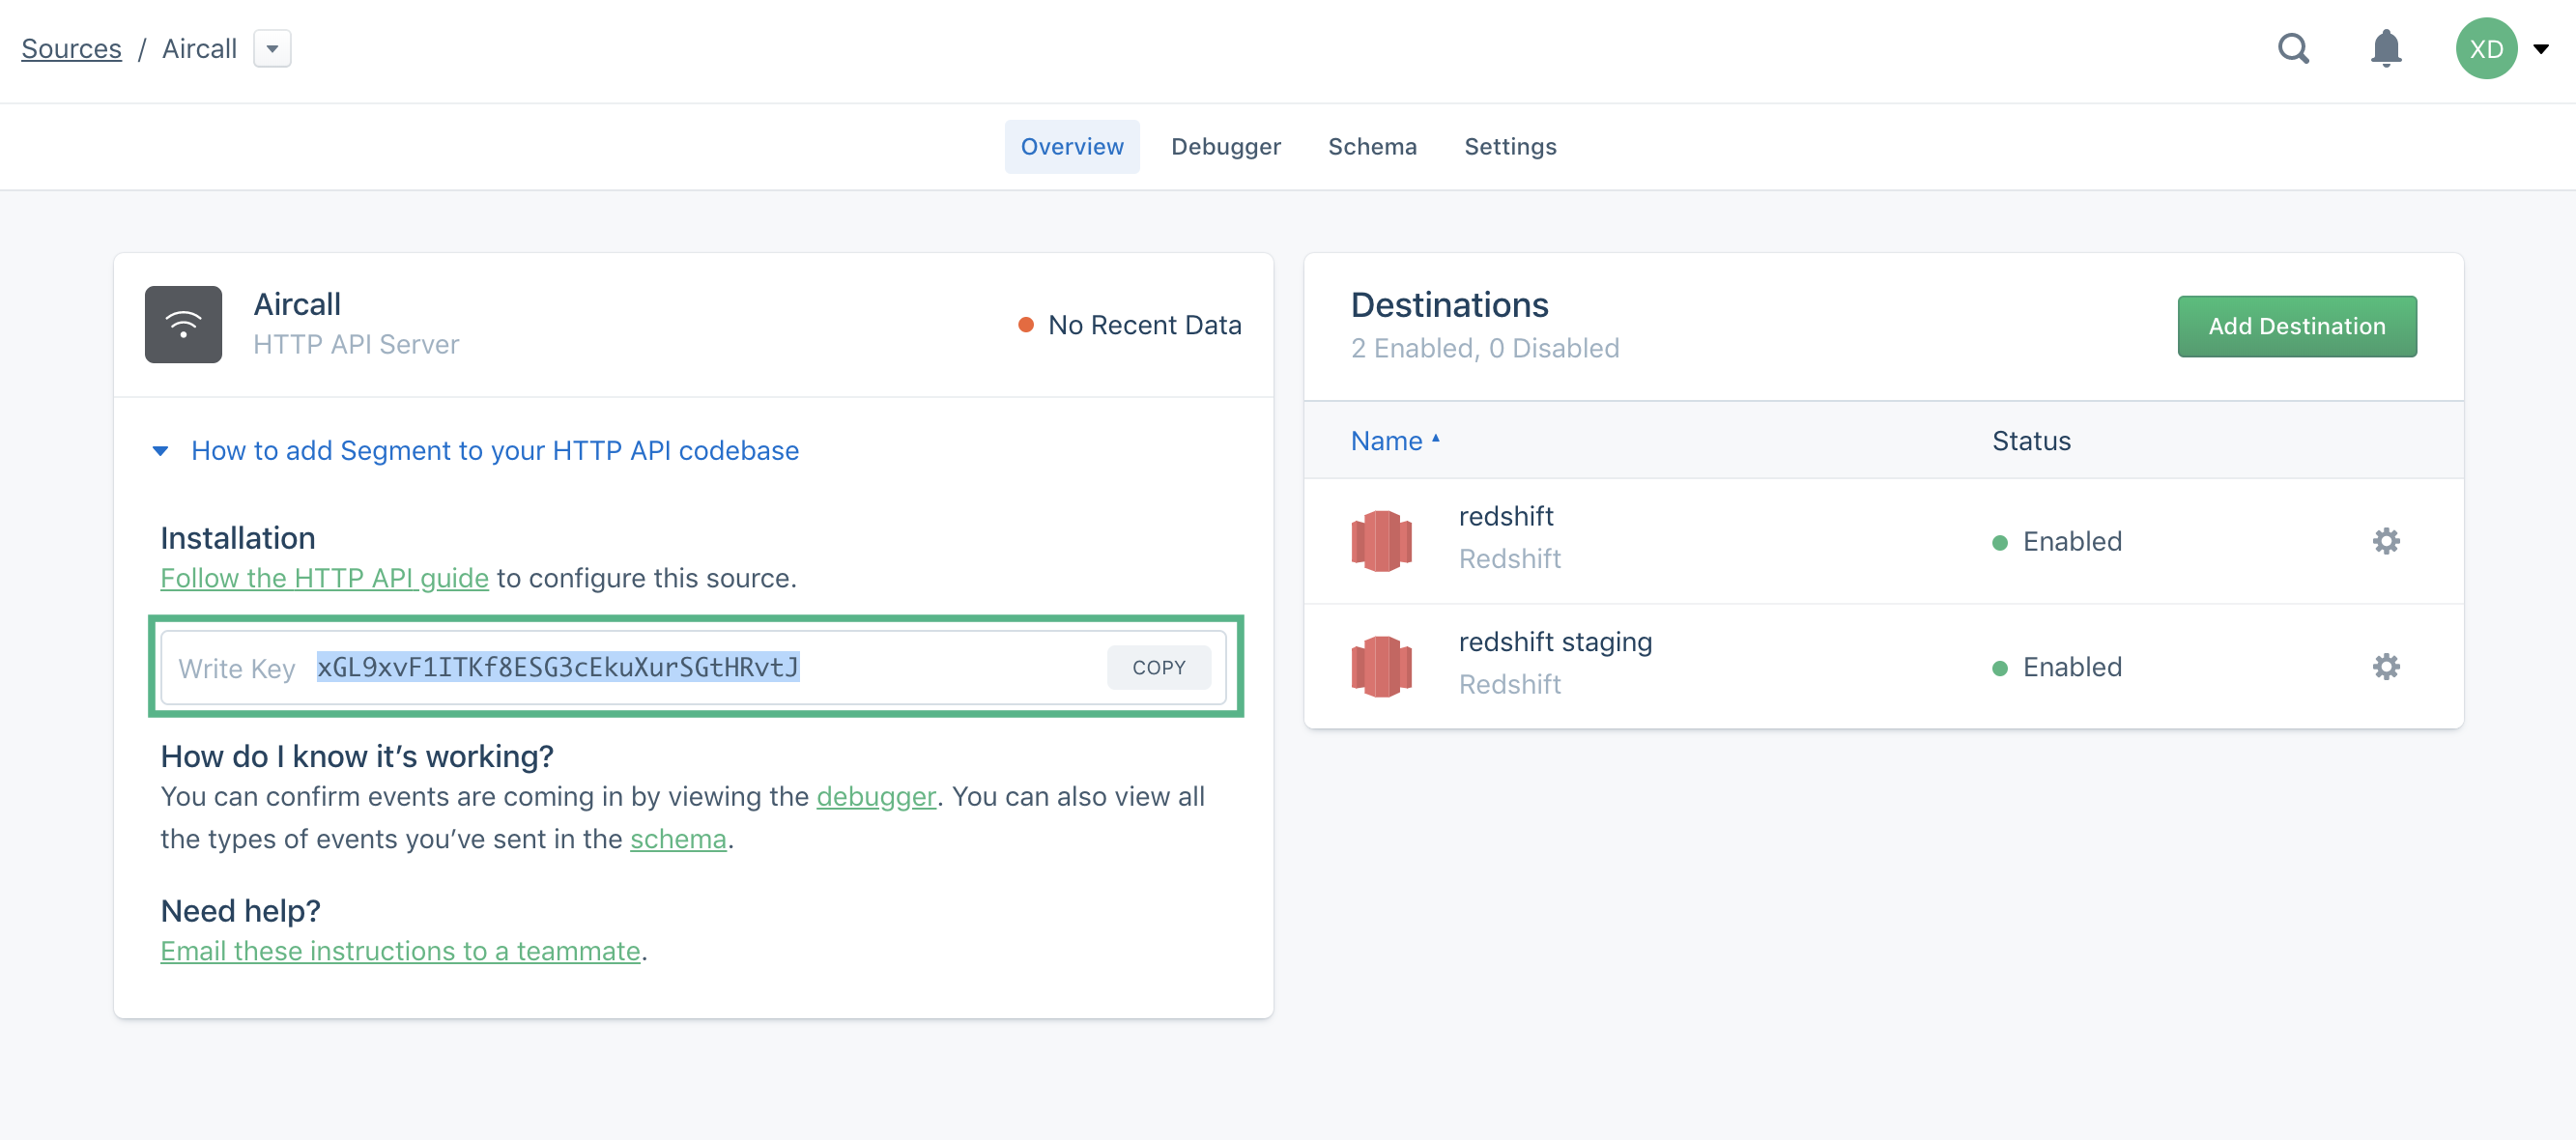 Sources / Aircall
XD
Overview Debugger Schema Settings
Aircall
HTTP API Server
No Recent Data
How to add Segment to your HTTP API codebase
Installation
Follow the HTTP API guide to configure this source.
Write Key xGL9xvF1ITKf8ESG3cEkuXurSGtHRvtJ COPY
How do I know it’s working?
You can confirm events are coming in by viewing the debugger. You can also view all
the types of events you’ve sent in the schema.
Need help?
Email these instructions to a teammate.
Destinations
2 Enabled, 0 Disabled
Add Destination
Name Status
redshift
Redshift
Enabled
redshift staging
Redshift
Enabled